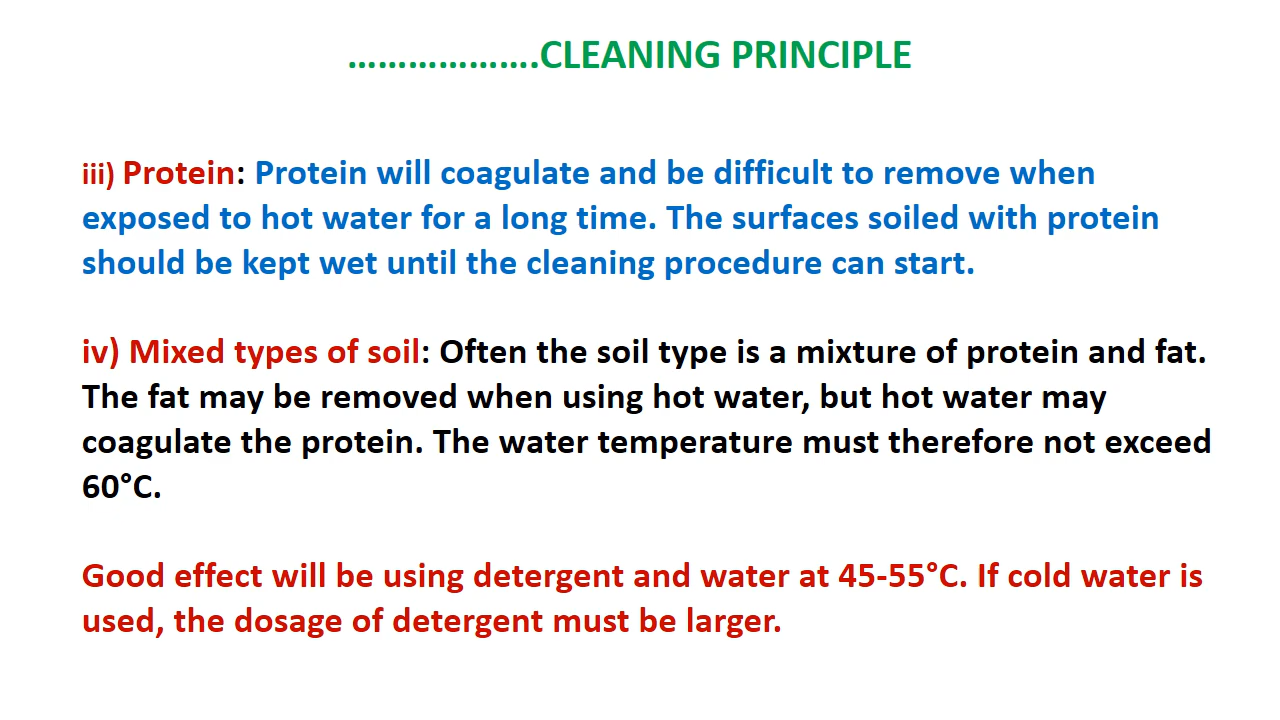 ……………….CLEANING PRINCIPLE
iii) Protein: Protein will coagulate and be difficult to remove when
exposed to hot water for a long time. The surfaces soiled with protein
should be kept wet until the cleaning procedure can start.
iv) Mixed types of soil: Often the soil type is a mixture of protein and fat.
The fat may be removed when using hot water, but hot water may
coagulate the protein. The water temperature must therefore not exceed
60°C.
Good effect will be using detergent and water at 45-55°C. If cold water is
used, the dosage of detergent must be larger.